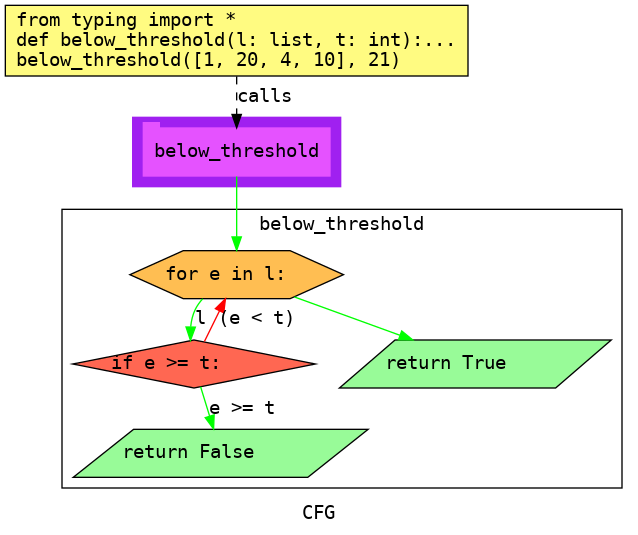 from typing import *
def below_threshold(l: list, t: int):...
below_threshold([1, 20, 4, 10], 21)
calls
below_threshold
below_threshold
for e in l:
l
(e < t)
if e >= t:
return True
e >= t
return False
CFG